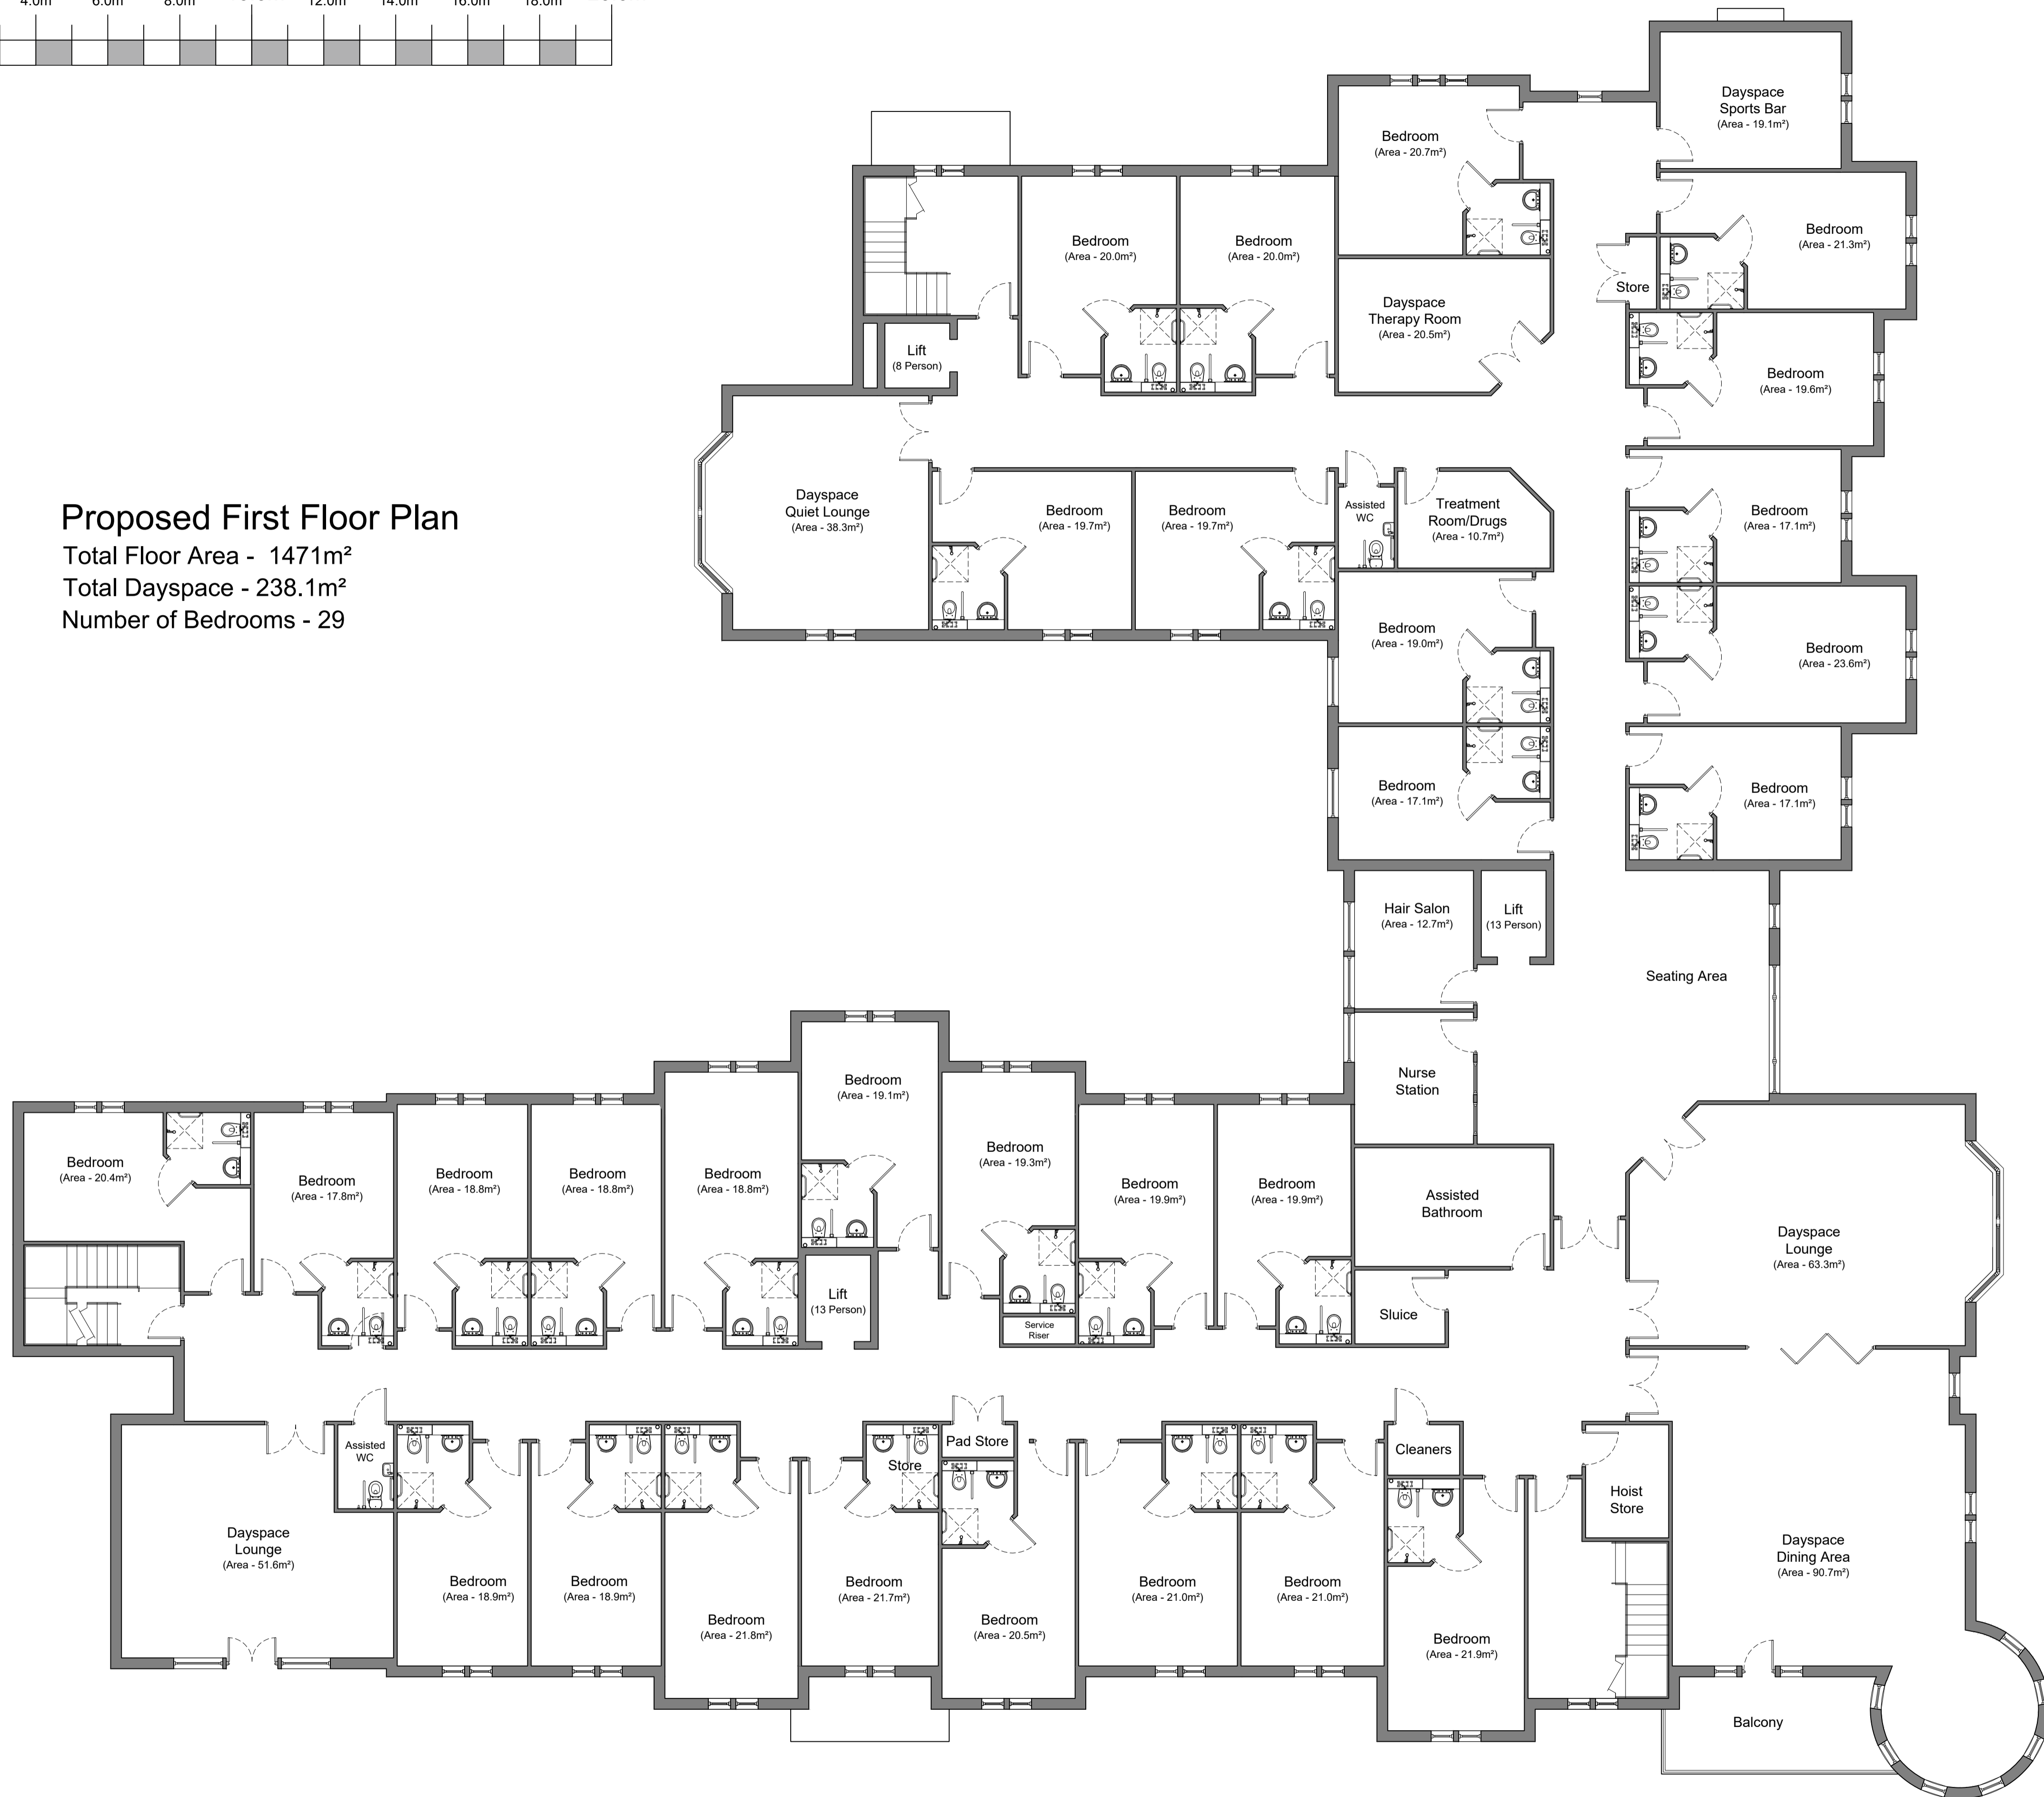 4.0m 6.0m 8.0m 12.0m 14.0m 16.0m 18.0m
Dayspace
Sports Bar
(Area - 19.1m²)
Bedroom
(Area - 20.7m²)
Bedroom
(Area - 21.3m²)
Bedroom
(Area - 20.0m²)
Bedroom
(Area - 20.0m²)
Store
Dayspace
Therapy Room
(Area - 20.5m²)
Lift
(8 Person)
Bedroom
(Area - 19.6m²)
Proposed First Floor Plan
Total Floor Area - 1471m²
Total Dayspace - 238.1m²
Number of Bedrooms - 29
Dayspace
Quiet Lounge
(Area - 38.3m²)
Bedroom
(Area - 19.7m²)
Bedroom
(Area - 19.7m²)
Assisted
WC
Treatment
Room/Drugs
(Area - 10.7m²)
Bedroom
(Area - 17.1m²)
Bedroom
(Area - 19.0m²)
Bedroom
(Area - 23.6m²)
Bedroom
(Area - 17.1m²)
Bedroom
(Area - 17.1m²)
Hair Salon
(Area - 12.7m²)
Lift
(13 Person)
Seating Area
Nurse
Station
Bedroom
(Area - 20.4m²)
Bedroom
(Area - 17.8m²)
Bedroom
(Area - 18.8m²)
Bedroom
(Area - 18.8m²)
Bedroom
(Area - 18.8m²)
Bedroom
(Area - 19.1m²)
Bedroom
(Area - 19.3m²)
Bedroom
(Area - 19.9m²)
Bedroom
(Area - 19.9m²)
Assisted
Bathroom
Dayspace
Lounge
(Area - 63.3m²)
Lift
(13 Person)
Service
Riser
Sluice
Assisted
WC
Store
Pad Store
Cleaners
Hoist
Store
Dayspace
Lounge
(Area - 51.6m²)
Bedroom
(Area - 18.9m²)
Bedroom
(Area - 18.9m²)
Bedroom
(Area - 21.8m²)
Bedroom
(Area - 21.7m²)
Bedroom
(Area - 20.5m²)
Bedroom
(Area - 21.0m²)
Bedroom
(Area - 21.0m²)
Bedroom
(Area - 21.9m²)
Dayspace
Dining Area
(Area - 90.7m²)
Balcony